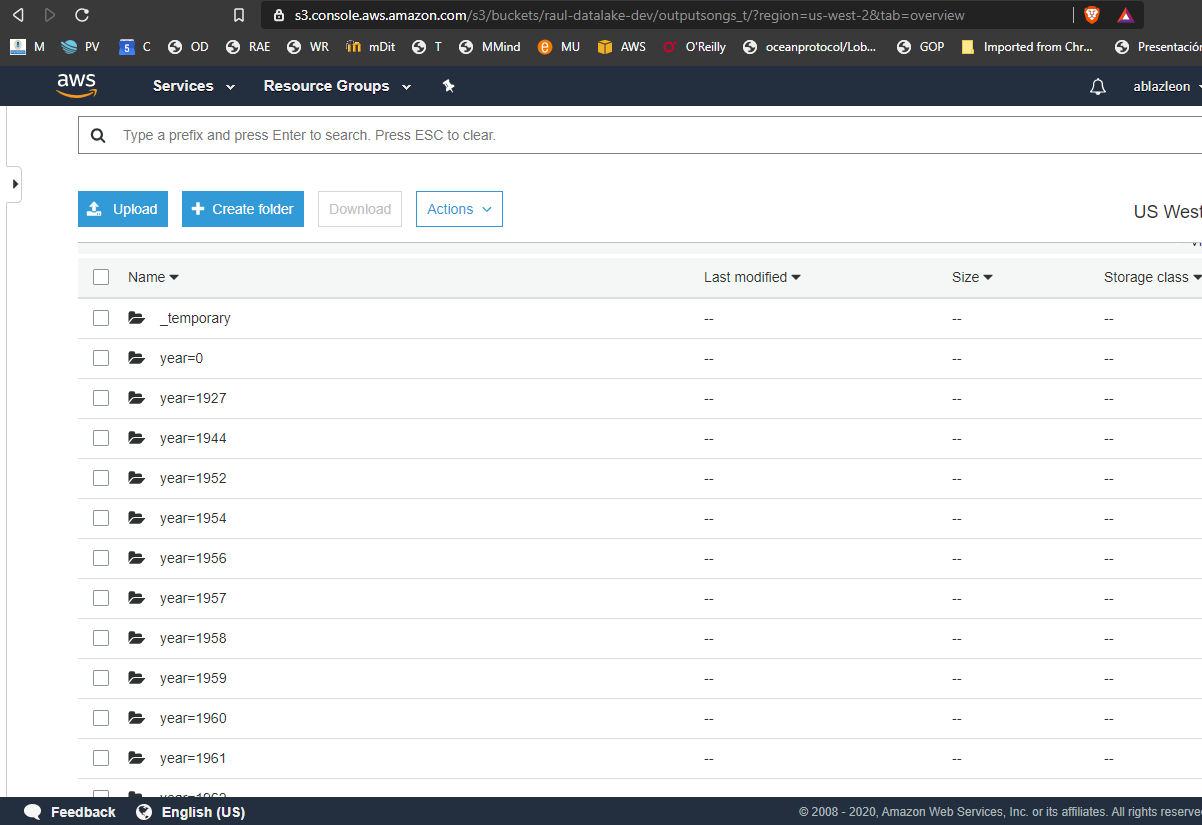 s3.console.aws.amazon.com/s3/buckets/raul-datalake-dev/outputsongs_t/?region=us-west-2&tab=overview
M PV 5 C OD RAE WR mDit T MMind MU AWS O'Reilly oceanprotocol/Lob... GOP Imported from Chr... Presentación
aws Services Resource Groups ablazleon
Type a prefix and press Enter to search. Press ESC to clear.
Upload Create folder Download Actions
US West
Name Last modified Size Storage class
_temporary -- -- --
year=0 -- -- --
year=1927 -- -- --
year=1944 -- -- --
year=1952 -- -- --
year=1954 -- -- --
year=1956 -- -- --
year=1957 -- -- --
year=1958 -- -- --
year=1959 -- -- --
year=1960 -- -- --
year=1961 -- -- --
Feedback English (US) © 2008 - 2020, Amazon Web Services, Inc. or its affiliates. All rights reserve